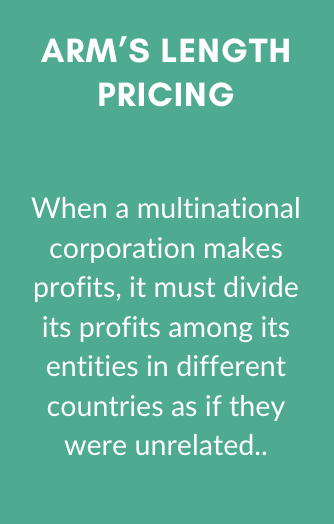 ARM’S LENGTH
PRICING
When a multinational
corporation makes
profits, it must divide
its profits among its
entities in different
countries as if they
were unrelated..